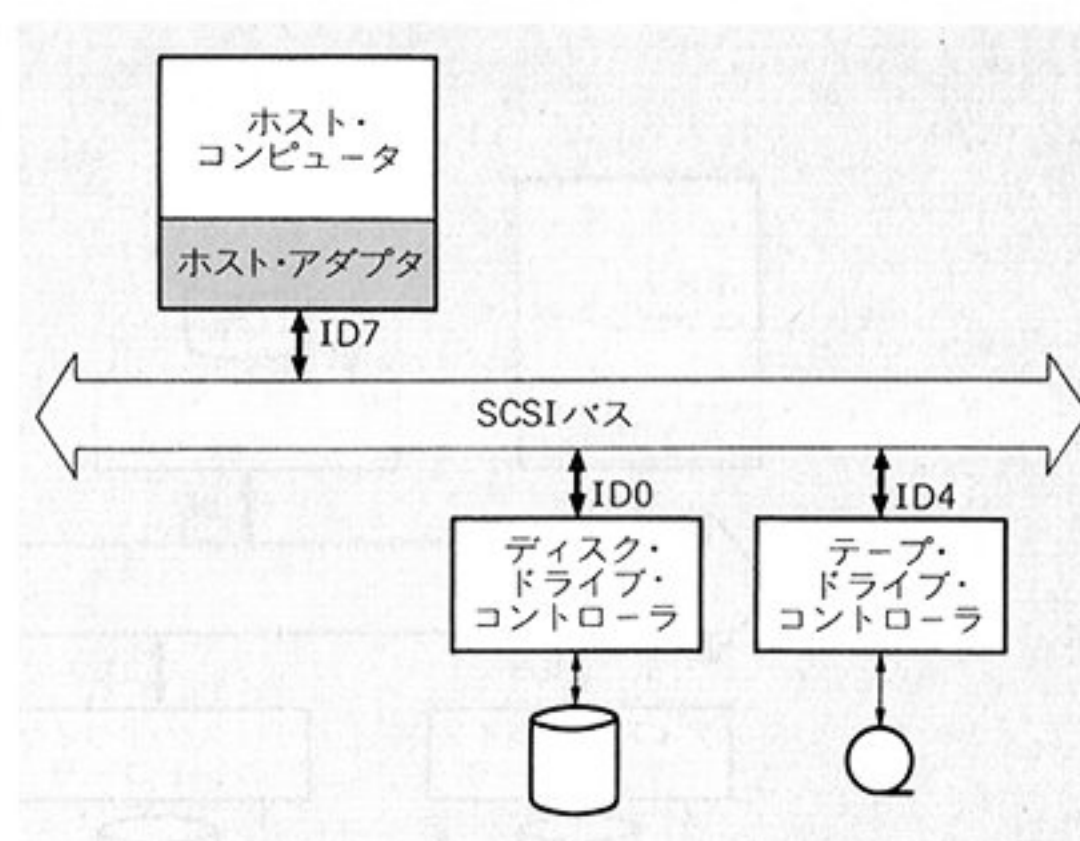 ホスト・
コンピュータ
ホスト・アダプタ
ID7
SCSIバス
ID0
ID4
ディスク・
ドライブ・
コントローラ
テープ・
ドライブ・
コントローラ